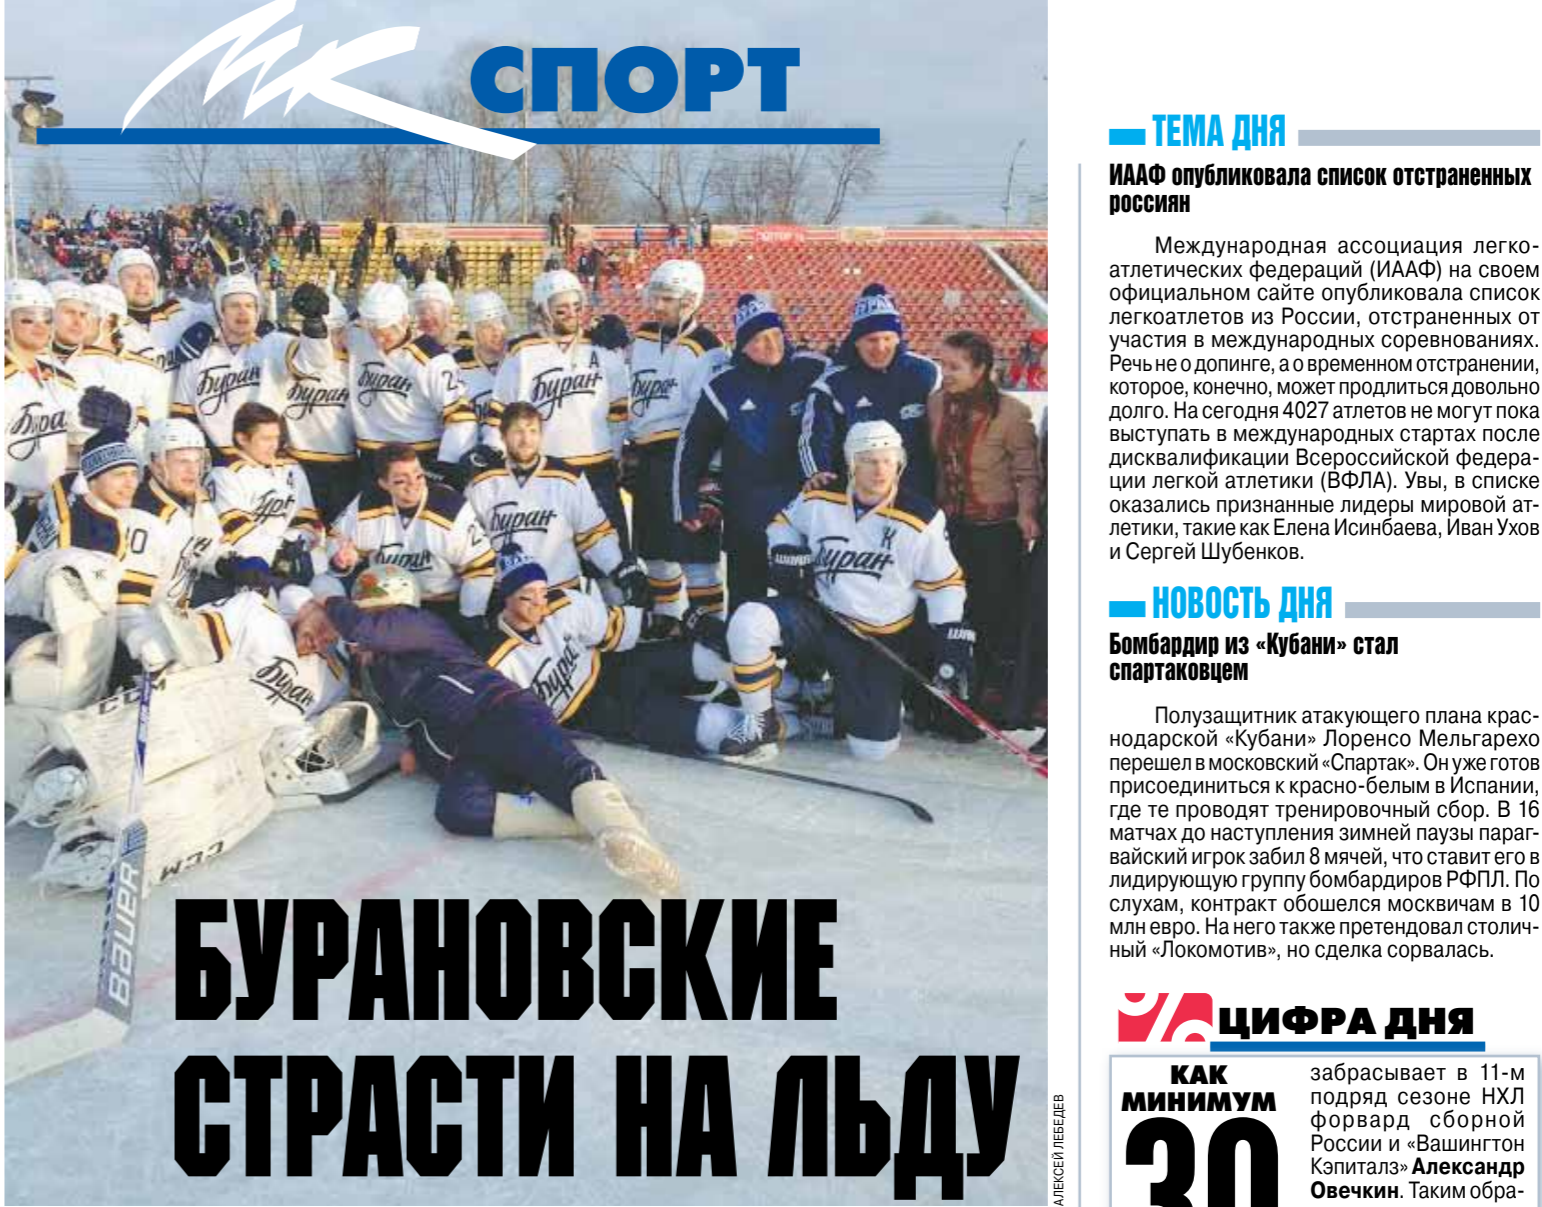 МК СПОРТ
Буран
Буран
Буран
Буран
Буран
Буран
Буран
Буран
BAUER
CCM
БУРАНОВСКИЕ
СТРАСТИ НА ЛЬДУ
АЛЕКСЕЙ ЛЕБЕДЕВ
ТЕМА ДНЯ
ИААФ опубликовала список отстраненных
россиян
Международная ассоциация легко-
атлетических федераций (ИААФ) на своем
официальном сайте опубликовала список
легкоатлетов из России, отстраненных от
участия в международных соревнованиях.
Речь не о допинге, а о временном отстранении,
которое, конечно, может продлиться довольно
долго. На сегодня 4027 атлетов не могут пока
выступать в международных стартах после
дисквалификации Всероссийской федера-
ции легкой атлетики (ВФЛА). Увы, в списке
оказались признанные лидеры мировой ат-
летики, такие как Елена Исинбаева, Иван Ухов
и Сергей Шубенков.
НОВОСТЬ ДНЯ
Бомбардир из «Кубани» стал
спартаковцем
Полузащитник атакующего плана крас-
нодарской «Кубани» Лоренсо Мельгарехо
перешел в московский «Спартак». Он уже готов
присоединиться к красно-белым в Испании,
где те проводят тренировочный сбор. В 16
матчах до наступления зимней паузы параг-
вайский игрок забил 8 мячей, что ставит его в
лидирующую группу бомбардиров РФПЛ. По
слухам, контракт обошелся москвичам в 10
млн евро. На него также претендовал столич-
ный «Локомотив», но сделка сорвалась.
% ЦИФРА ДНЯ
КАК
МИНИМУМ
30
забрасывает в 11-м
подряд сезоне НХЛ
форвард сборной
России и «Вашингтон
Кэпиталз» Александр
Овечкин. Таким обра-